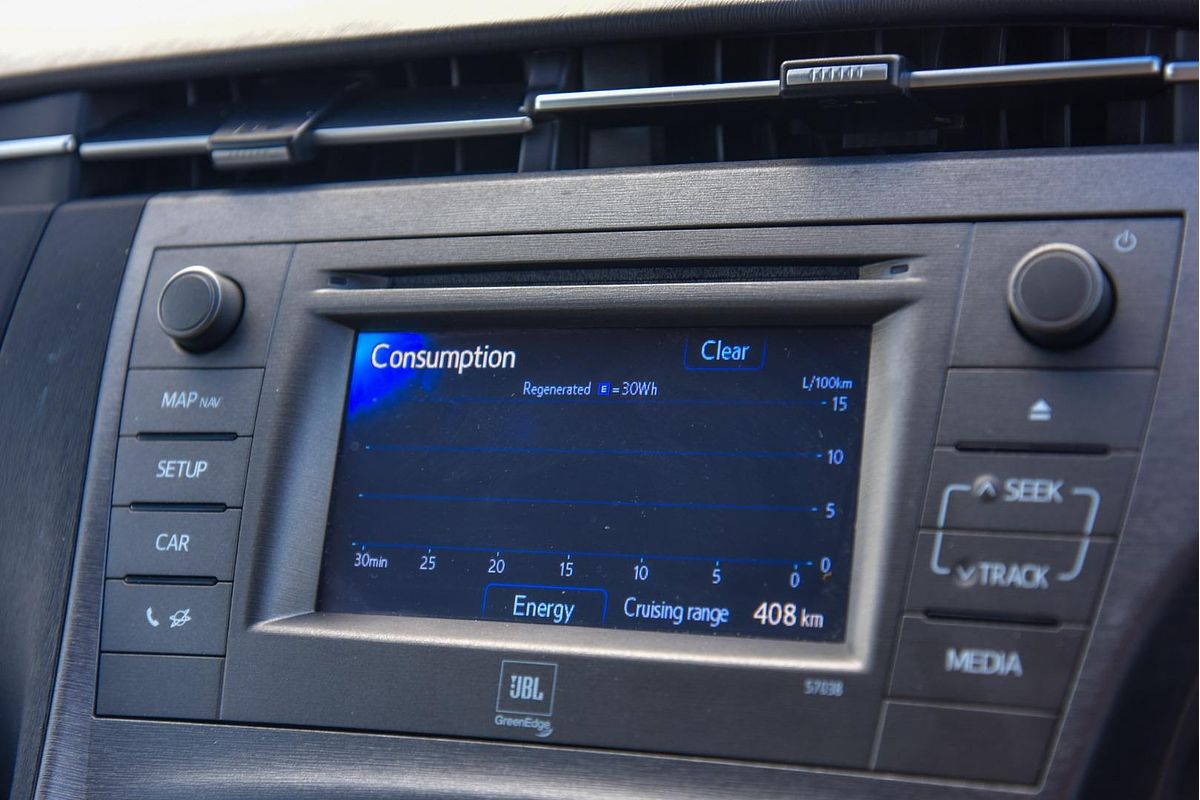 MAP NAV
SETUP
CAR
Consumption
Clear
Regenerated E = 30Wh
L/100km
15
10
5
0
30min 25 20 15 10 5 0
Energy
Cruising range 408 km
JBL
GreenEdge
57038
SEEK
TRACK
MEDIA